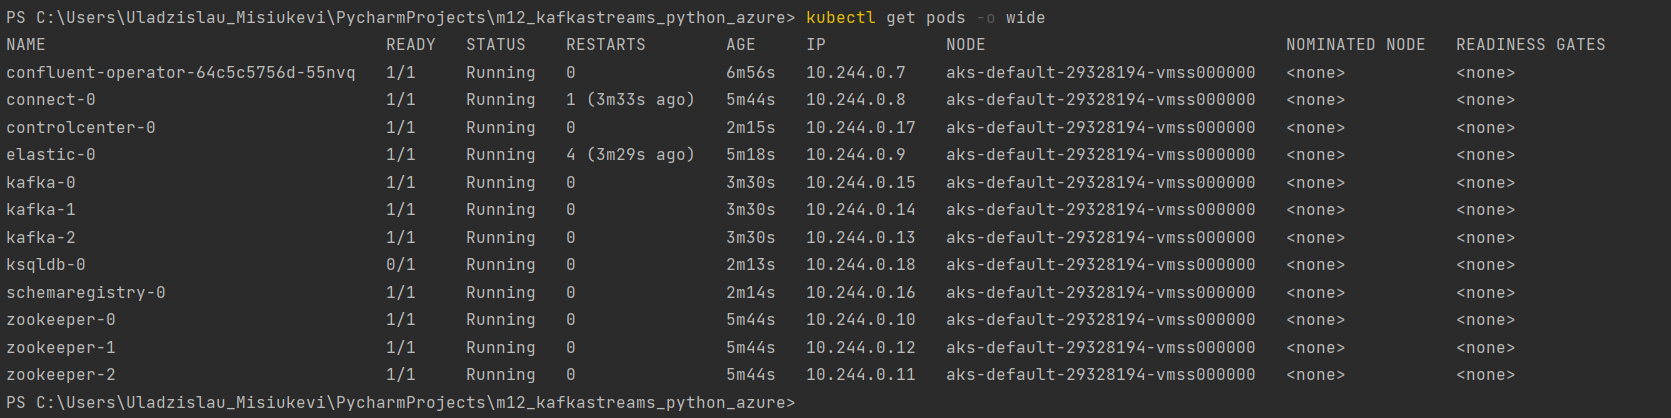 PS C:\Users\Uladzislau_Misiukevi\PycharmProjects\m12_kafkastreams_python_azure> kubectl get pods -o wide
NAME READY STATUS RESTARTS AGE IP NODE NOMINATED NODE READINESS GATES
confluent-operator-64c5c5756d-55nvq 1/1 Running 0 6m56s 10.244.0.7 aks-default-29328194-vmss000000 <none> <none>
connect-0 1/1 Running 1 (3m33s ago) 5m44s 10.244.0.8 aks-default-29328194-vmss000000 <none> <none>
controlcenter-0 1/1 Running 0 2m15s 10.244.0.17 aks-default-29328194-vmss000000 <none> <none>
elastic-0 1/1 Running 4 (3m29s ago) 5m18s 10.244.0.9 aks-default-29328194-vmss000000 <none> <none>
kafka-0 1/1 Running 0 3m30s 10.244.0.15 aks-default-29328194-vmss000000 <none> <none>
kafka-1 1/1 Running 0 3m30s 10.244.0.14 aks-default-29328194-vmss000000 <none> <none>
kafka-2 1/1 Running 0 3m30s 10.244.0.13 aks-default-29328194-vmss000000 <none> <none>
ksqldb-0 0/1 Running 0 2m13s 10.244.0.18 aks-default-29328194-vmss000000 <none> <none>
schemaregistry-0 1/1 Running 0 2m14s 10.244.0.16 aks-default-29328194-vmss000000 <none> <none>
zookeeper-0 1/1 Running 0 5m44s 10.244.0.10 aks-default-29328194-vmss000000 <none> <none>
zookeeper-1 1/1 Running 0 5m44s 10.244.0.12 aks-default-29328194-vmss000000 <none> <none>
zookeeper-2 1/1 Running 0 5m44s 10.244.0.11 aks-default-29328194-vmss000000 <none> <none>
PS C:\Users\Uladzislau_Misiukevi\PycharmProjects\m12_kafkastreams_python_azure>